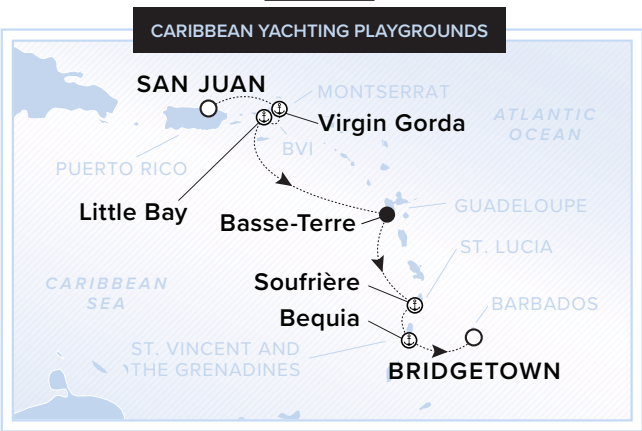 CARIBBEAN YACHTING PLAYGROUNDS
SAN JUAN
MONTSERRAT
Virgin Gorda
ATLANTIC
OCEAN
BVI
PUERTO RICO
Little Bay
Basse-Terre
GUADELOUPE
ST. LUCIA
Soufrière
CARIBBEAN
SEA
BARBADOS
Bequia
ST. VINCENT AND
THE GRENADINES
BRIDGETOWN